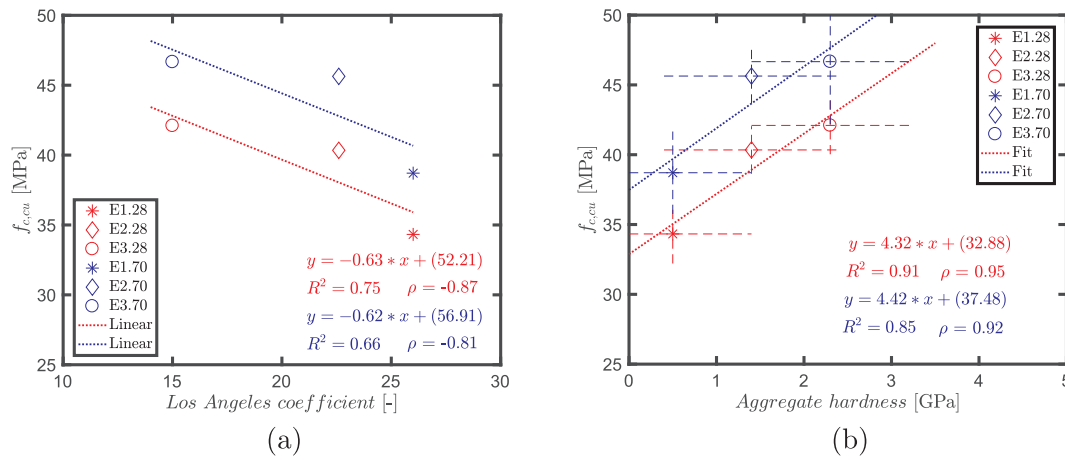 50
45
40
35
30
25
f_{c,cu} [MPa]
E1.28
E2.28
E3.28
E1.70
E2.70
E3.70
Linear
Linear
y = −0.63 * x + (52.21)
R² = 0.75 ρ = -0.87
y = −0.62 * x + (56.91)
R² = 0.66 ρ = -0.81
10 15 20 25 30
Los Angeles coefficient [-]
(a)
50
45
40
35
30
25
f_{c,cu} [MPa]
E1.28
E2.28
E3.28
E1.70
E2.70
E3.70
Fit
Fit
y = 4.32 * x + (32.88)
R² = 0.91 ρ = 0.95
y = 4.42 * x + (37.48)
R² = 0.85 ρ = 0.92
0 1 2 3 4 5
Aggregate hardness [GPa]
(b)